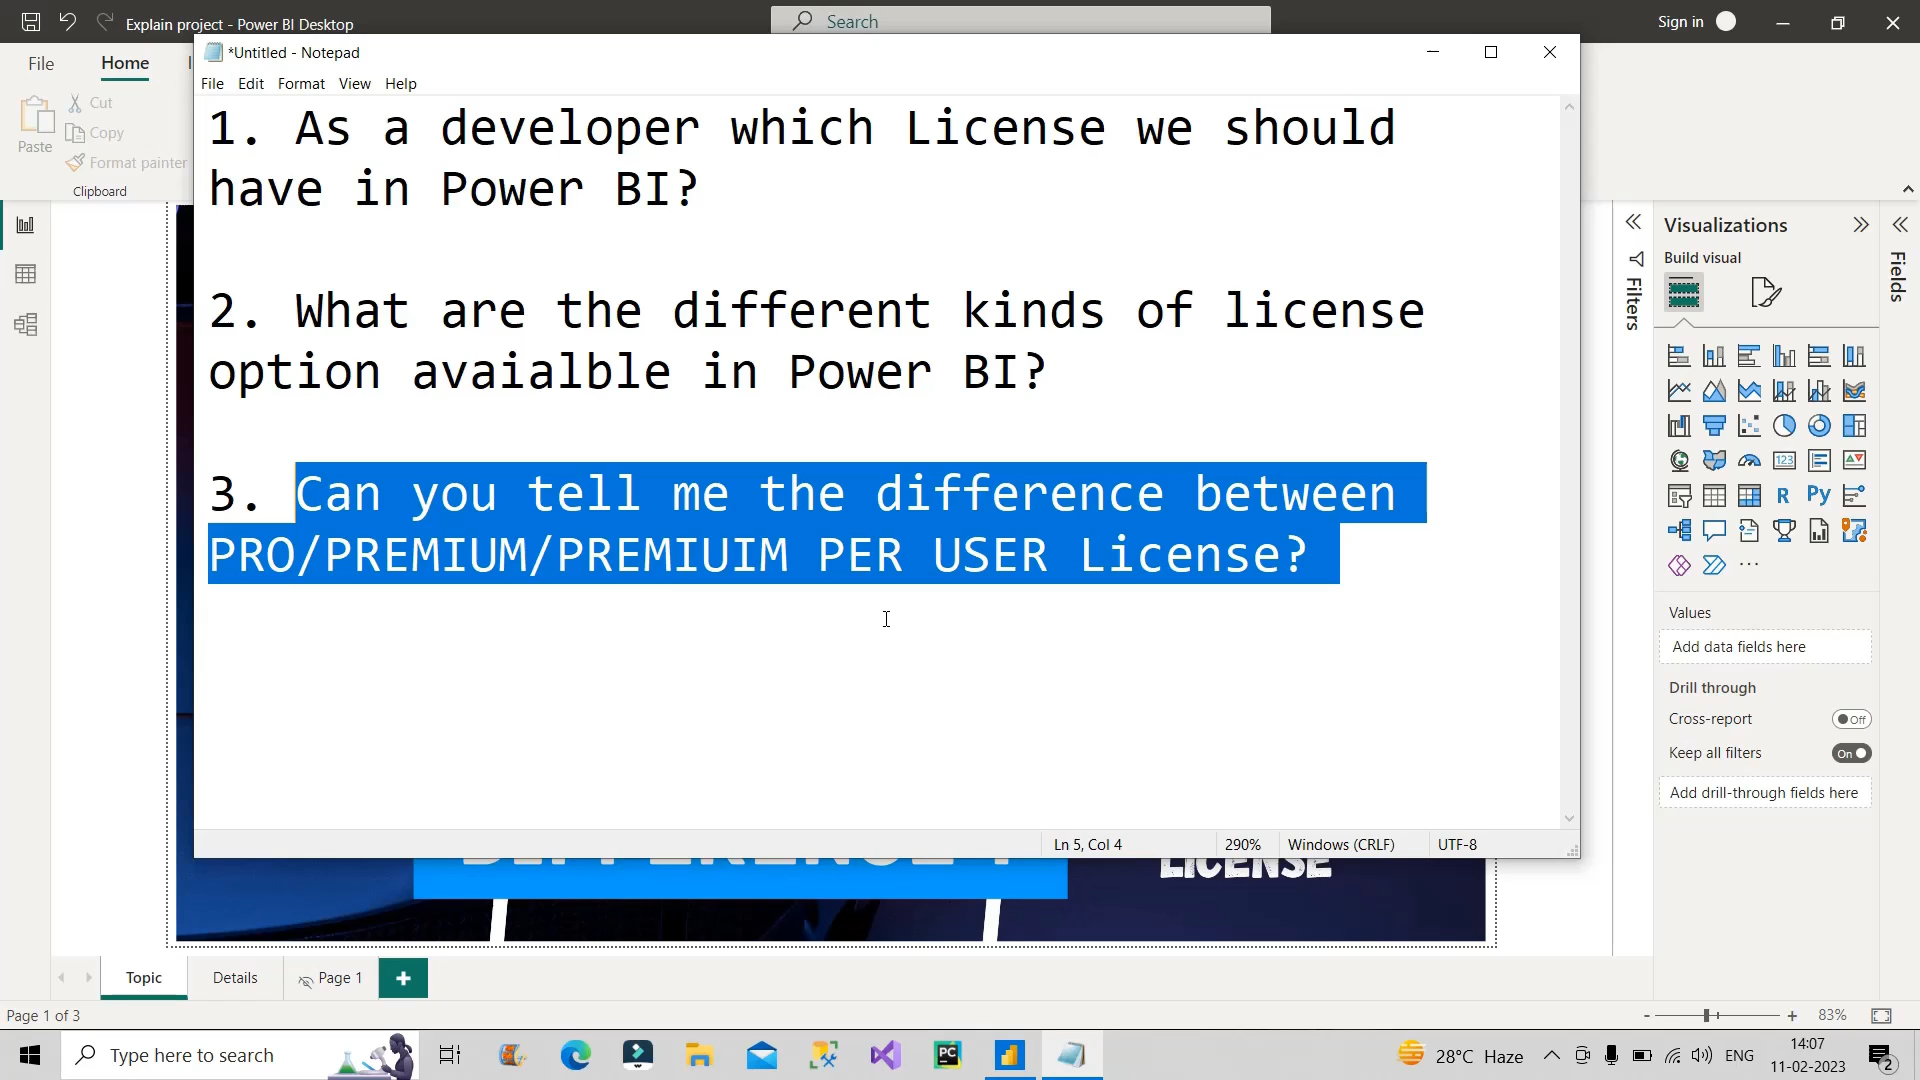 Explain project - Power BI Desktop
Search
Sign in
*Untitled - Notepad
File
Home
File Edit Format View Help
Cut
Copy
Paste
Format painter
Clipboard
1. As a developer which License we should
have in Power BI?
2. What are the different kinds of license
option avaialble in Power BI?
3. Can you tell me the difference between
PRO/PREMIUM/PREMIUIM PER USER License?
Ln 5, Col 4
290%
Windows (CRLF)
UTF-8
LICENSE
Filters
Visualizations
Build visual
Fields
123
R
Py
Values
Add data fields here
Drill through
Cross-report
Off
Keep all filters
On
Add drill-through fields here
Topic
Details
Page 1
Page 1 of 3
83%
Type here to search
PC
28°C Haze
ENG
14:07
11-02-2023
2